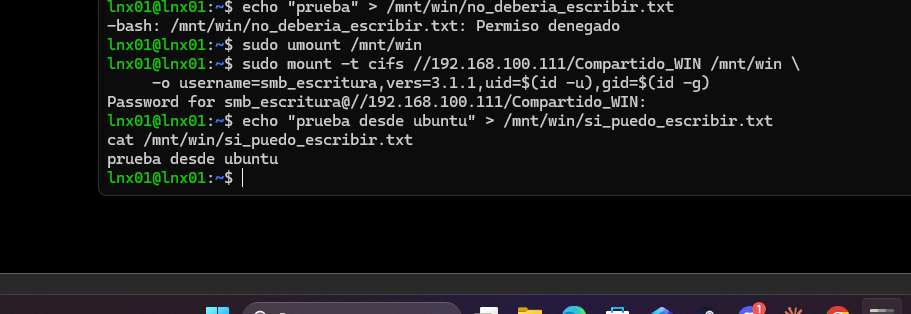 lnx01@lnx01:~$ echo "prueba" > /mnt/win/no_deberia_escribir.txt
-bash: /mnt/win/no_deberia_escribir.txt: Permiso denegado
lnx01@lnx01:~$ sudo umount /mnt/win
lnx01@lnx01:~$ sudo mount -t cifs //192.168.100.111/Compartido_WIN /mnt/win \
-o username=smb_escritura,vers=3.1.1,uid=$(id -u),gid=$(id -g)
Password for smb_escritura@//192.168.100.111/Compartido_WIN:
lnx01@lnx01:~$ echo "prueba desde ubuntu" > /mnt/win/si_puedo_escribir.txt
cat /mnt/win/si_puedo_escribir.txt
prueba desde ubuntu
lnx01@lnx01:~$
1